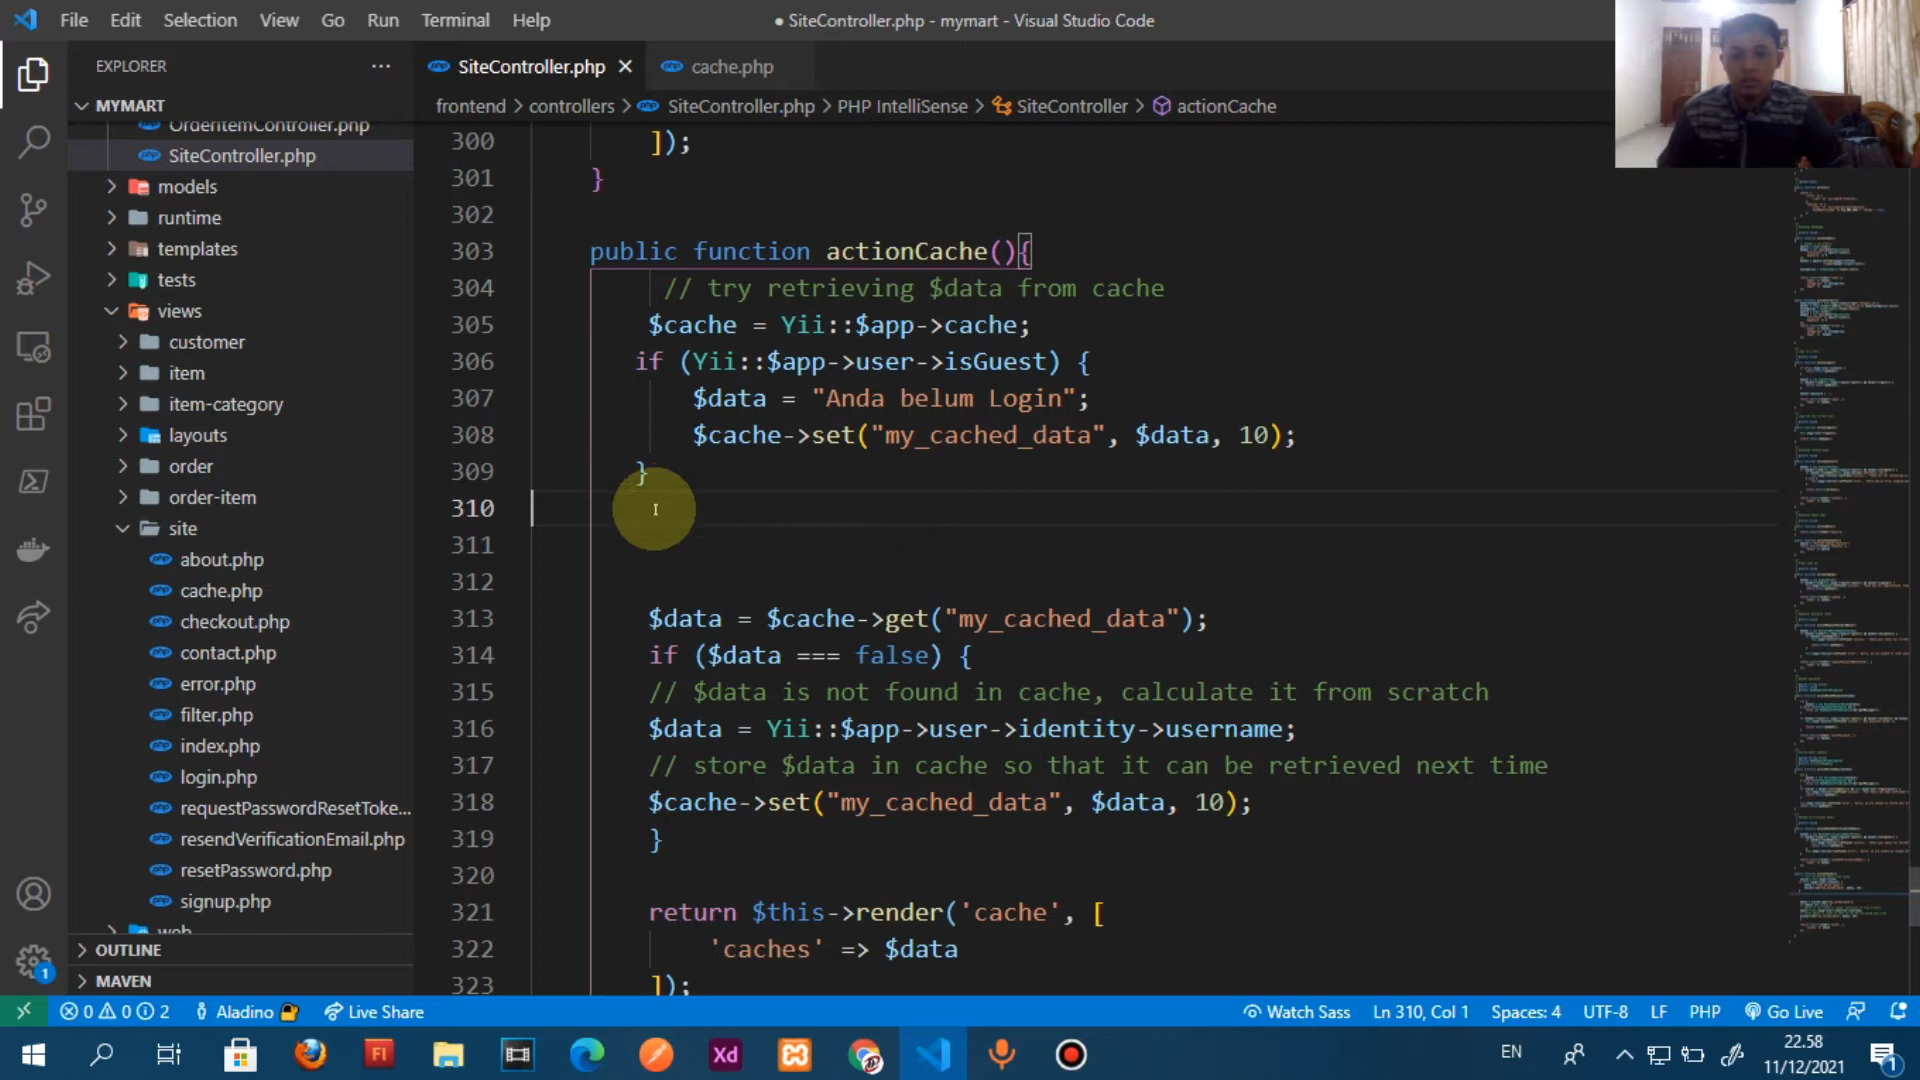 File Edit Selection View Go Run Terminal Help
● SiteController.php - mymart - Visual Studio Code
EXPLORER ···
SiteController.php
cache.php
MYMART
frontend > controllers > SiteController.php > PHP IntelliSense > SiteController > actionCache
OrderItemController.php
SiteController.php
models
runtime
templates
tests
views
customer
item
item-category
layouts
order
order-item
site
about.php
cache.php
checkout.php
contact.php
error.php
filter.php
index.php
login.php
requestPasswordResetToke...
resendVerificationEmail.php
resetPassword.php
signup.php
web
OUTLINE
MAVEN
300 ]);
301 }
302
303 public function actionCache(){
304 // try retrieving $data from cache
305 $cache = Yii::$app->cache;
306 if (Yii::$app->user->isGuest) {
307 $data = "Anda belum Login";
308 $cache->set("my_cached_data", $data, 10);
309 }
310
311
312
313 $data = $cache->get("my_cached_data");
314 if ($data === false) {
315 // $data is not found in cache, calculate it from scratch
316 $data = Yii::$app->user->identity->username;
317 // store $data in cache so that it can be retrieved next time
318 $cache->set("my_cached_data", $data, 10);
319 }
320
321 return $this->render('cache', [
322 'caches' => $data
323 ]);
1
0 0 2 Aladino Live Share
Watch Sass Ln 310, Col 1 Spaces: 4 UTF-8 LF PHP Go Live
Fl Xd
EN
22.58
11/12/2021
1